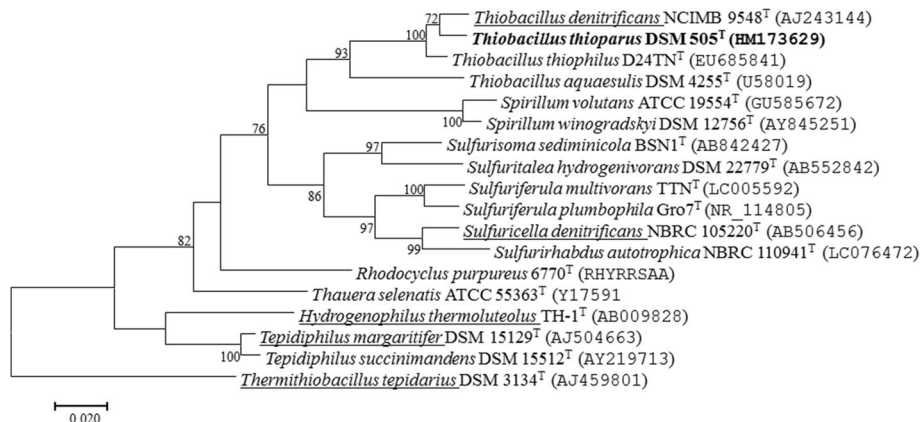 72
Thiobacillus denitrificans NCIMB 9548T (AJ243144)
100
Thiobacillus thioparus DSM 505T (HM173629)
93
Thiobacillus thiophilus D24TNT (EU685841)
Thiobacillus aquaesulis DSM 4255T (U58019)
Spirillum volutans ATCC 19554T (GU585672)
100
Spirillum winogradskyi DSM 12756T (AY845251)
76
Sulfurisoma sediminicola BSN1T (AB842427)
97
Sulfuritalea hydrogenivorans DSM 22779T (AB552842)
86
Sulfuriferula multivorans TTNT (LC005592)
100
Sulfuriferula plumbophila Gro7T (NR_114805)
97
Sulfuricella denitrificans NBRC 105220T (AB506456)
99
Sulfurirhabdus autotrophica NBRC 110941T (LC076472)
82
Rhodocyclus purpureus 6770T (RHYRRSAA)
Thauera selenatis ATCC 55363T (Y17591
Hydrogenophilus thermoluteolus TH-1T (AB009828)
Tepidiphilus margaritifer DSM 15129T (AJ504663)
100
Tepidiphilus succinimandens DSM 15512T (AY219713)
Thermithiobacillus tepidarius DSM 3134T (AJ459801)
0.020